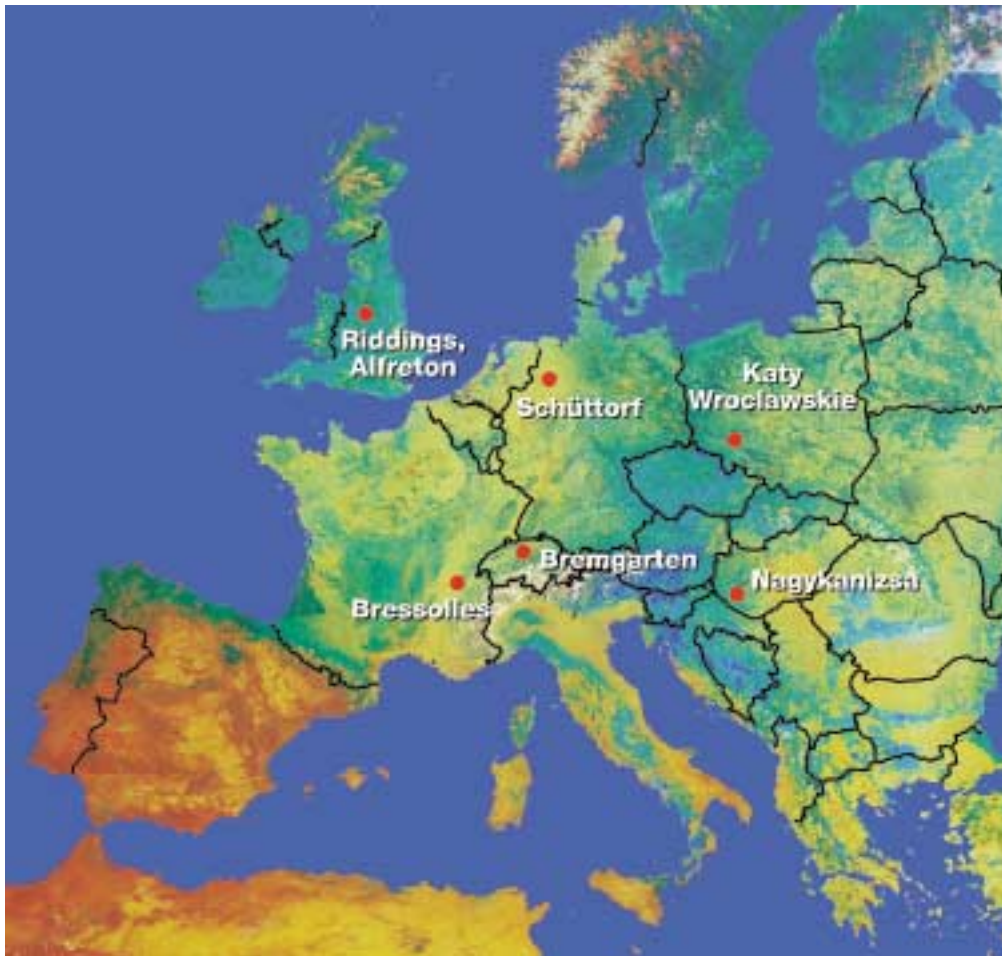 Riddings,
Alfreton
Schüttorf
Katy
Wroclawskie
Bremgarten
Bressolles
Nagykanizsa